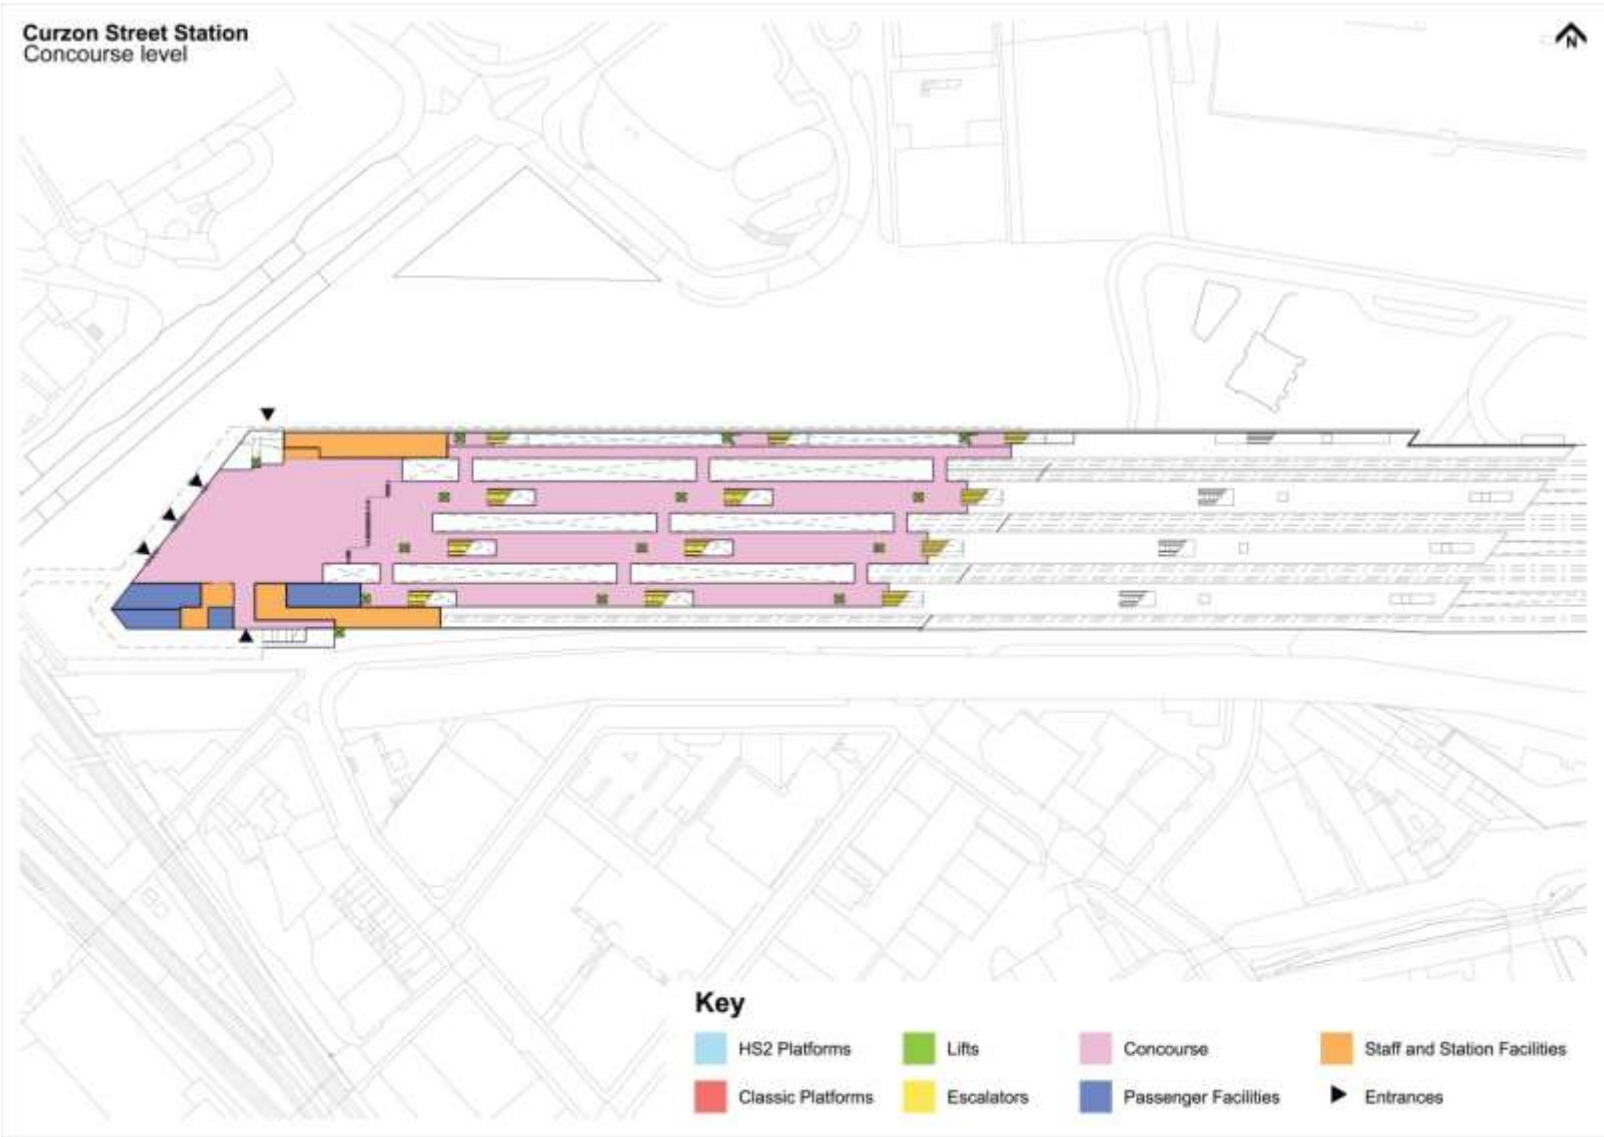 Curzon Street Station
Concourse level
N
Key
HS2 Platforms
Lifts
Concourse
Staff and Station Facilities
Classic Platforms
Escalators
Passenger Facilities
Entrances